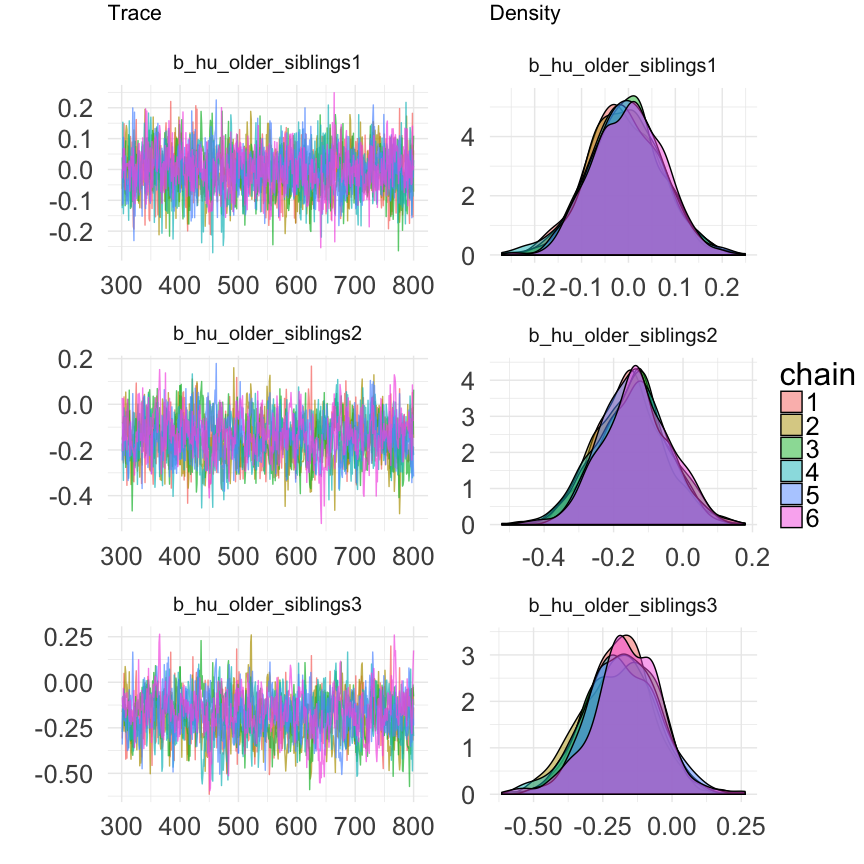 Trace
Density
b_hu_older_siblings1
b_hu_older_siblings1
0.2
0.1
0.0
-0.1
-0.2
300 400 500 600 700 800
4
2
0
-0.2 -0.1 0.0 0.1 0.2
b_hu_older_siblings2
b_hu_older_siblings2
0.2
0.0
-0.2
-0.4
300 400 500 600 700 800
4
3
2
1
0
-0.4 -0.2 0.0 0.2
chain
1
2
3
4
5
6
b_hu_older_siblings3
b_hu_older_siblings3
0.25
0.00
-0.25
-0.50
300 400 500 600 700 800
3
2
1
0
-0.50 -0.25 0.00 0.25